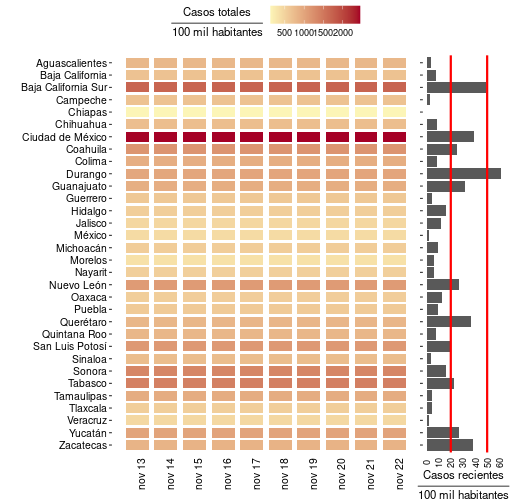 Casos totales
100 mil habitantes
500 1000 1500 2000
Aguascalientes
Baja California
Baja California Sur
Campeche
Chiapas
Chihuahua
Ciudad de México
Coahuila
Colima
Durango
Guanajuato
Guerrero
Hidalgo
Jalisco
México
Michoacán
Morelos
Nayarit
Nuevo León
Oaxaca
Puebla
Querétaro
Quintana Roo
San Luis Potosí
Sinaloa
Sonora
Tabasco
Tamaulipas
Tlaxcala
Veracruz
Yucatán
Zacatecas
nov 13
nov 14
nov 15
nov 16
nov 17
nov 18
nov 19
nov 20
nov 21
nov 22
0 10 20 30 40 50 60
Casos recientes
100 mil habitantes